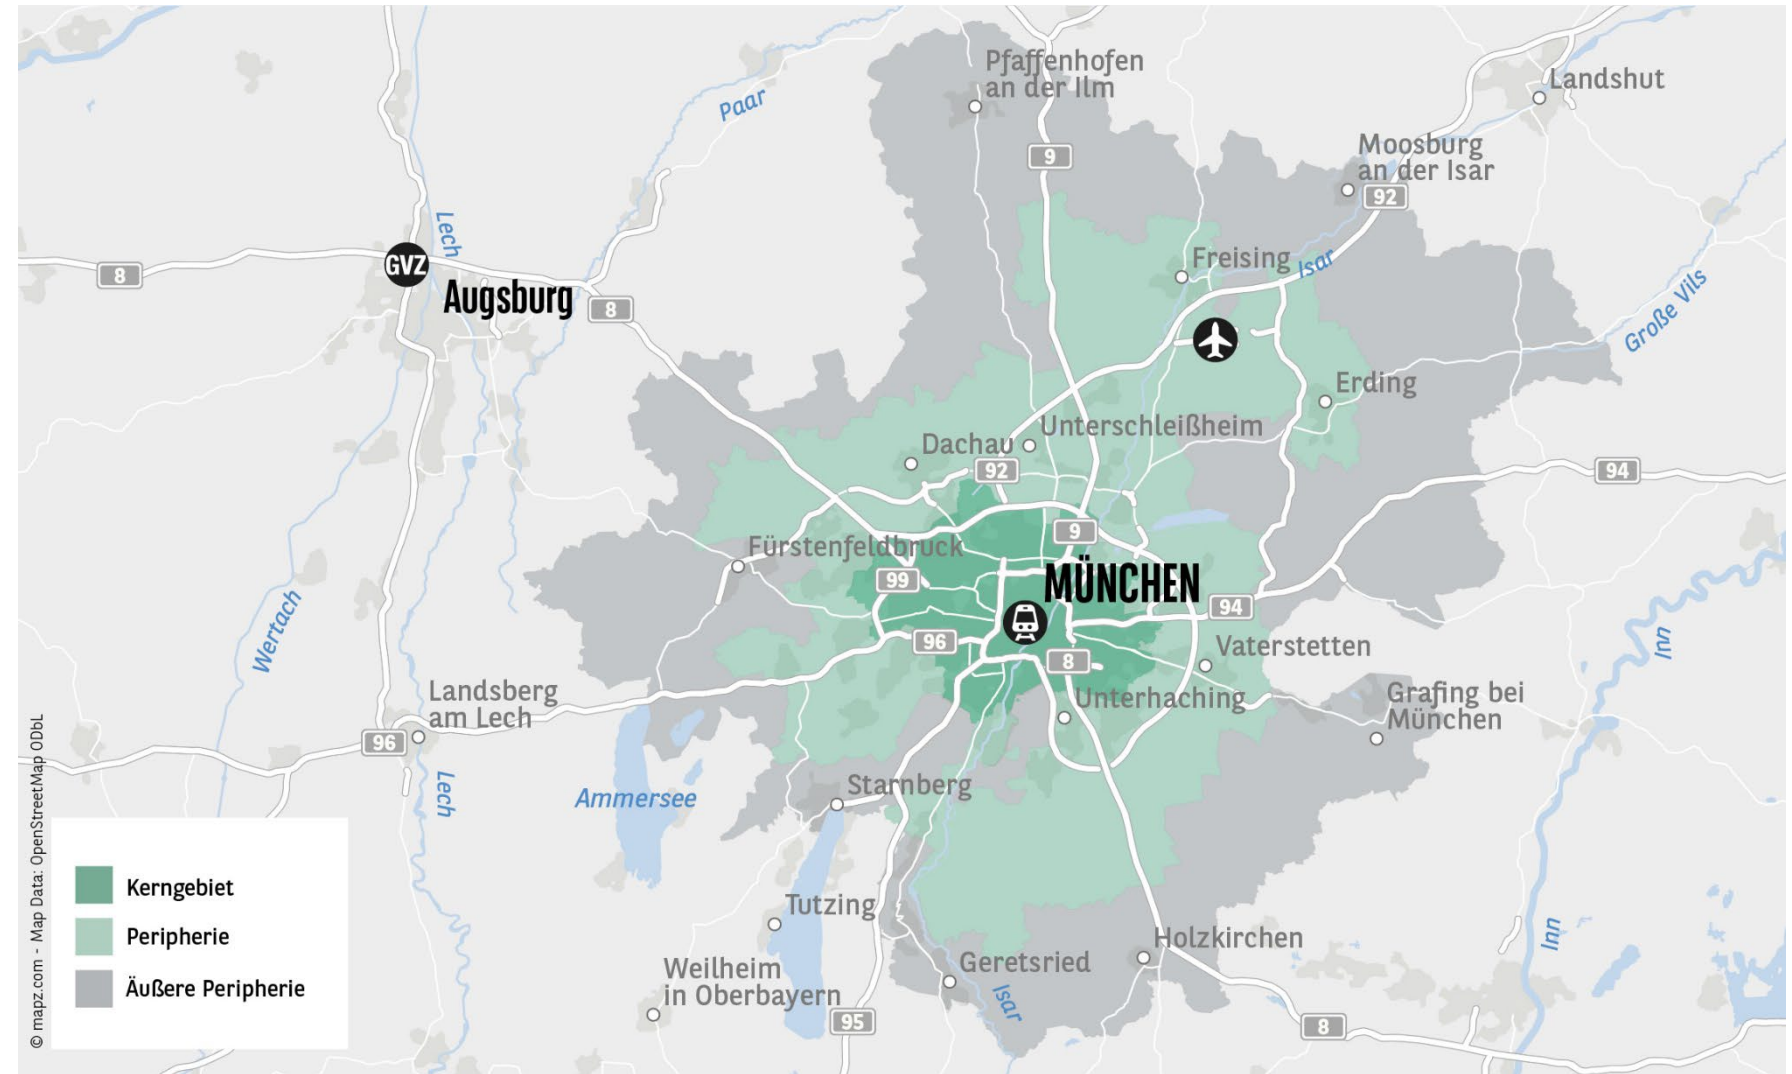 Pfaffenhofen
an der Ilm
Landshut
Paar
9
Moosburg
an der Isar
92
Lech
GVZ
8
Augsburg
8
Freising
Isar
Große Vils
Erding
Unterschleißheim
Dachau
92
94
9
Fürstenfeldbruck
99
MÜNCHEN
94
Wertach
96
8
Vaterstetten
Inn
Landsberg
am Lech
96
Unterhaching
Grafing bei
München
Lech
Ammersee
Starnberg
Kerngebiet
Peripherie
Äußere Peripherie
Tutzing
Weilheim
in Oberbayern
95
Geretsried
Isar
Holzkirchen
Inn
8
© mapz.com - Map Data: OpenStreetMap ODbL